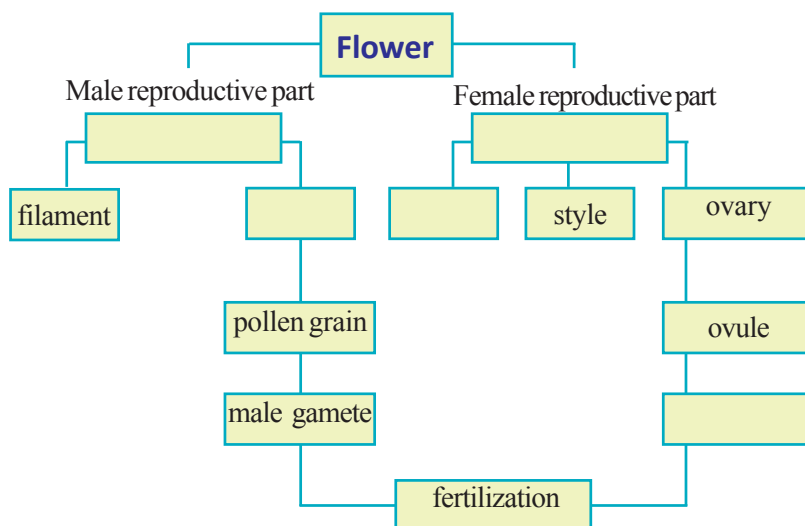 Flower
Male reproductive part
Female reproductive part
filament
style
ovary
pollen grain
ovule
male gamete
fertilization